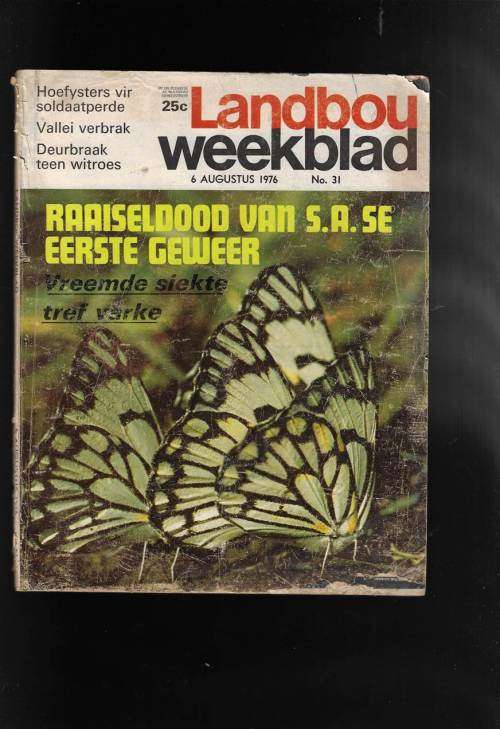 Hoefysters vir
soldaatperde
Vallei verbrak
Deurbraak
teen witroes
25c
Landbou
weekblad
6 AUGUSTUS 1976 No. 31
RAAISELDOOD VAN S.A. SE
EERSTE GEWEER
Vreemde siekte
tref varke